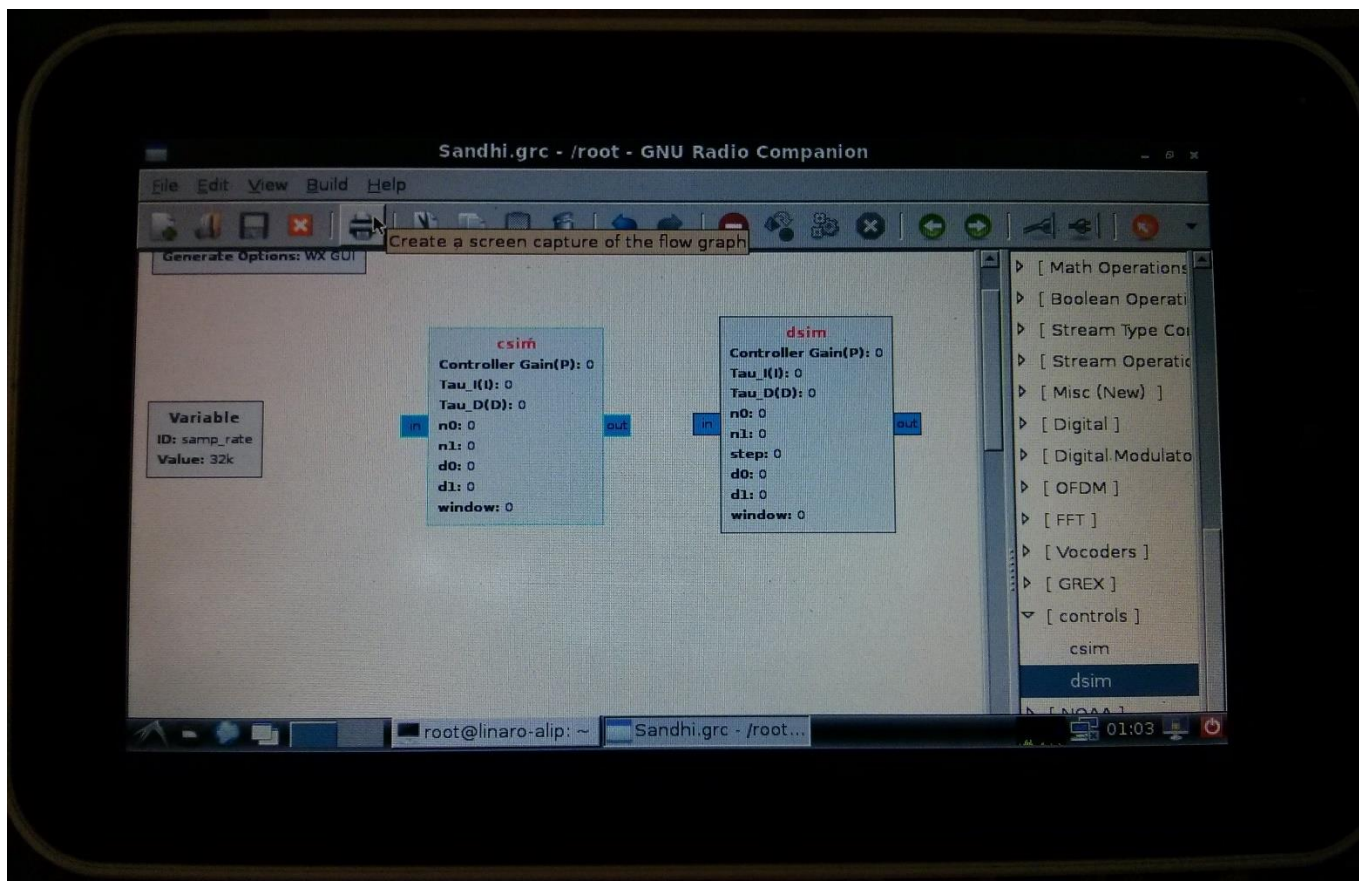 Sandhi.grc - /root - GNU Radio Companion
File Edit View Build Help
Create a screen capture of the flow graph
Generate Options: WX GUI
Variable
ID: samp_rate
Value: 32k
csim
Controller Gain(P): 0
Tau_I(I): 0
Tau_D(D): 0
n0: 0
n1: 0
d0: 0
d1: 0
window: 0
in
out
dsim
Controller Gain(P): 0
Tau_I(I): 0
Tau_D(D): 0
n0: 0
n1: 0
step: 0
d0: 0
d1: 0
window: 0
in
out
[ Math Operations
[ Boolean Operati
[ Stream Type Co
[ Stream Operatic
[ Misc (New) ]
[ Digital ]
[ Digital Modulato
[ OFDM ]
[ FFT ]
[ Vocoders ]
[ GREX ]
[ controls ]
csim
dsim
[ NOAA ]
root@linaro-alip: ~
Sandhi.grc - /root...
01:03